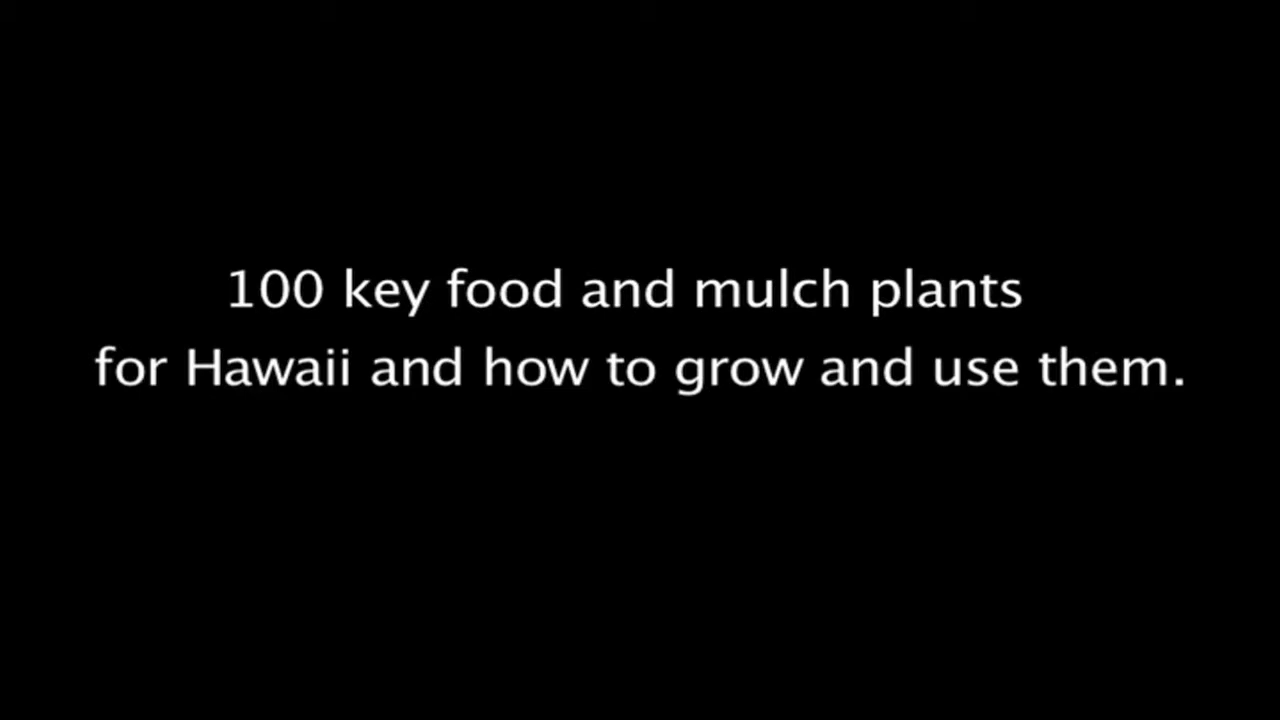 100 key food and mulch plants
for Hawaii and how to grow and use them.